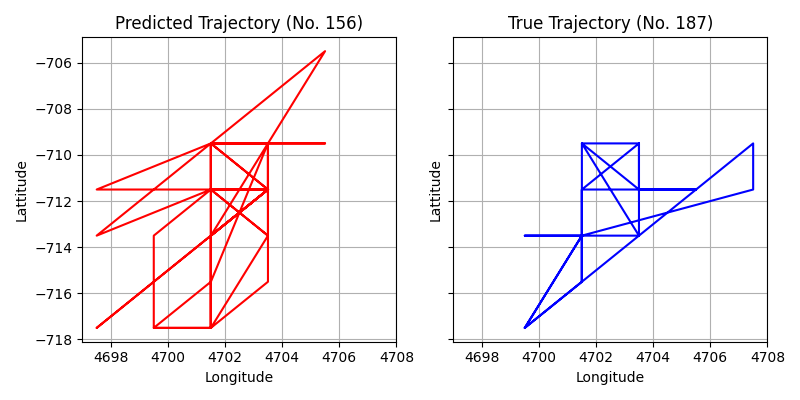 Predicted Trajectory (No. 156)
True Trajectory (No. 187)
−706
−708
−710
−712
−714
−716
−718
Lattitude
Lattitude
4698 4700 4702 4704 4706 4708
4698 4700 4702 4704 4706 4708
Longitude
Longitude